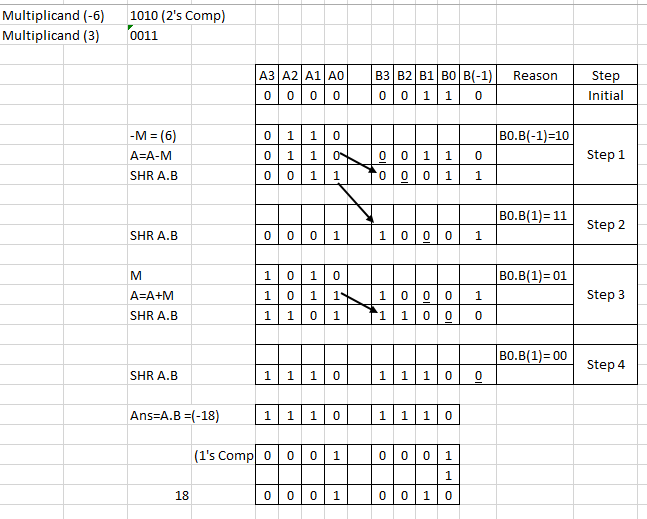 Multiplicand (-6) 1010 (2's Comp)
Multiplicand (3) 0011
A3 A2 A1 A0 B3 B2 B1 B0 B(-1) Reason Step
0 0 0 0 0 0 1 1 0 Initial
-M = (6) 0 1 1 0 B0.B(-1)=10
A=A-M 0 1 1 0 0 0 1 1 0 Step 1
SHR A.B 0 0 1 1 0 0 0 1 1
B0.B(1)= 11
Step 2
SHR A.B 0 0 0 1 1 0 0 0 1
M 1 0 1 0 B0.B(1)= 01
A=A+M 1 0 1 1 1 0 0 0 1 Step 3
SHR A.B 1 1 0 1 1 1 0 0 0
B0.B(1)= 00
Step 4
SHR A.B 1 1 1 0 1 1 1 0 0
Ans=A.B =(-18) 1 1 1 0 1 1 1 0
(1's Comp 0 0 0 1 0 0 0 1
1
18 0 0 0 1 0 0 1 0